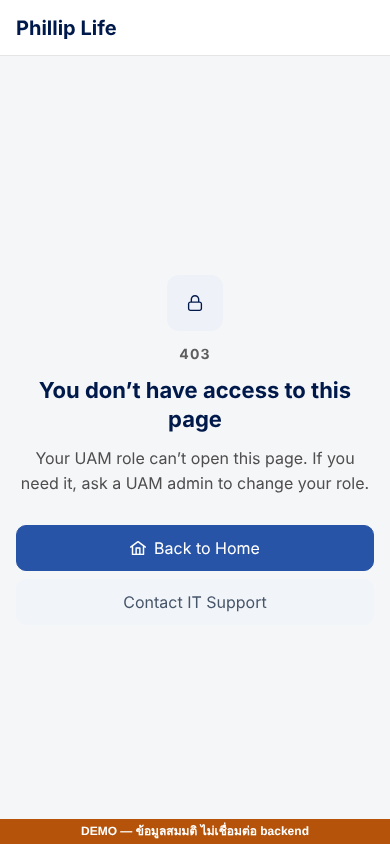 Phillip Life
403
You don’t have access to this
page
Your UAM role can’t open this page. If you
need it, ask a UAM admin to change your role.
Back to Home
Contact IT Support
DEMO — ข้อมูลสมมติ ไม่เชื่อมต่อ backend